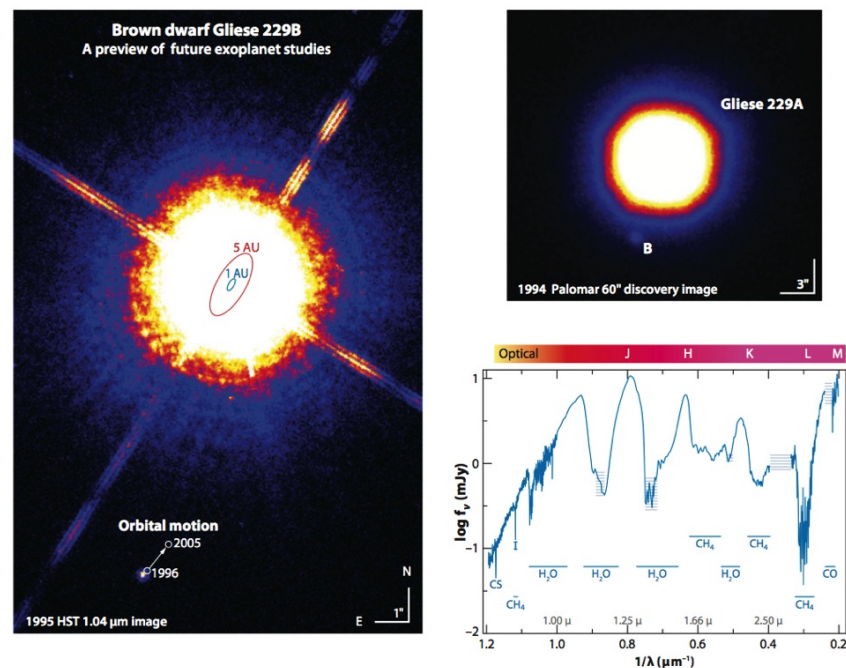 Brown dwarf Gliese 229B
A preview of future exoplanet studies
5 AU
1 AU
Orbital motion
2005
1996
N
E
1"
1995 HST 1.04 μm image
Gliese 229A
B
1994 Palomar 60" discovery image
3"
Optical J H K L M
log fν (mJy)
1
0
−1
−2
CS
CH₄
I
H₂O
H₂O
H₂O
CH₄
H₂O
CH₄
CH₄
CO
1.00 μ 1.25 μ 1.66 μ 2.50 μ
1.2 1.0 0.8 0.6 0.4 0.2
1/λ (μm⁻¹)